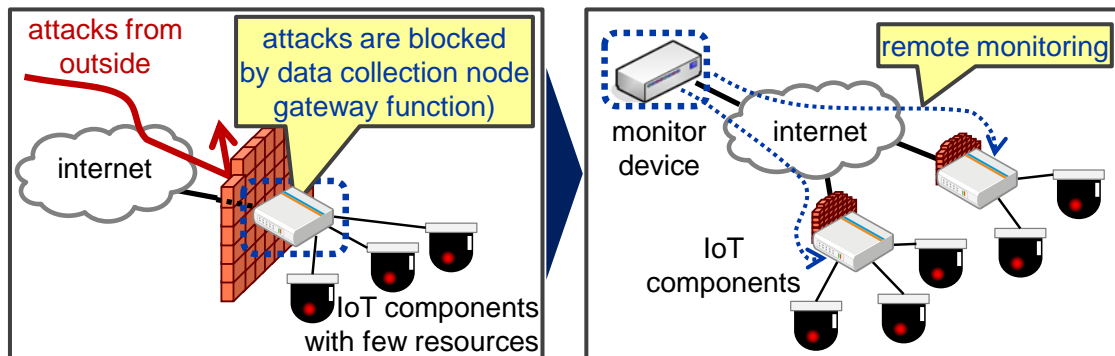 attacks from
outside
attacks are blocked
by data collection node
gateway function)
internet
IoT components
with few resources
remote monitoring
monitor
device
internet
IoT
components